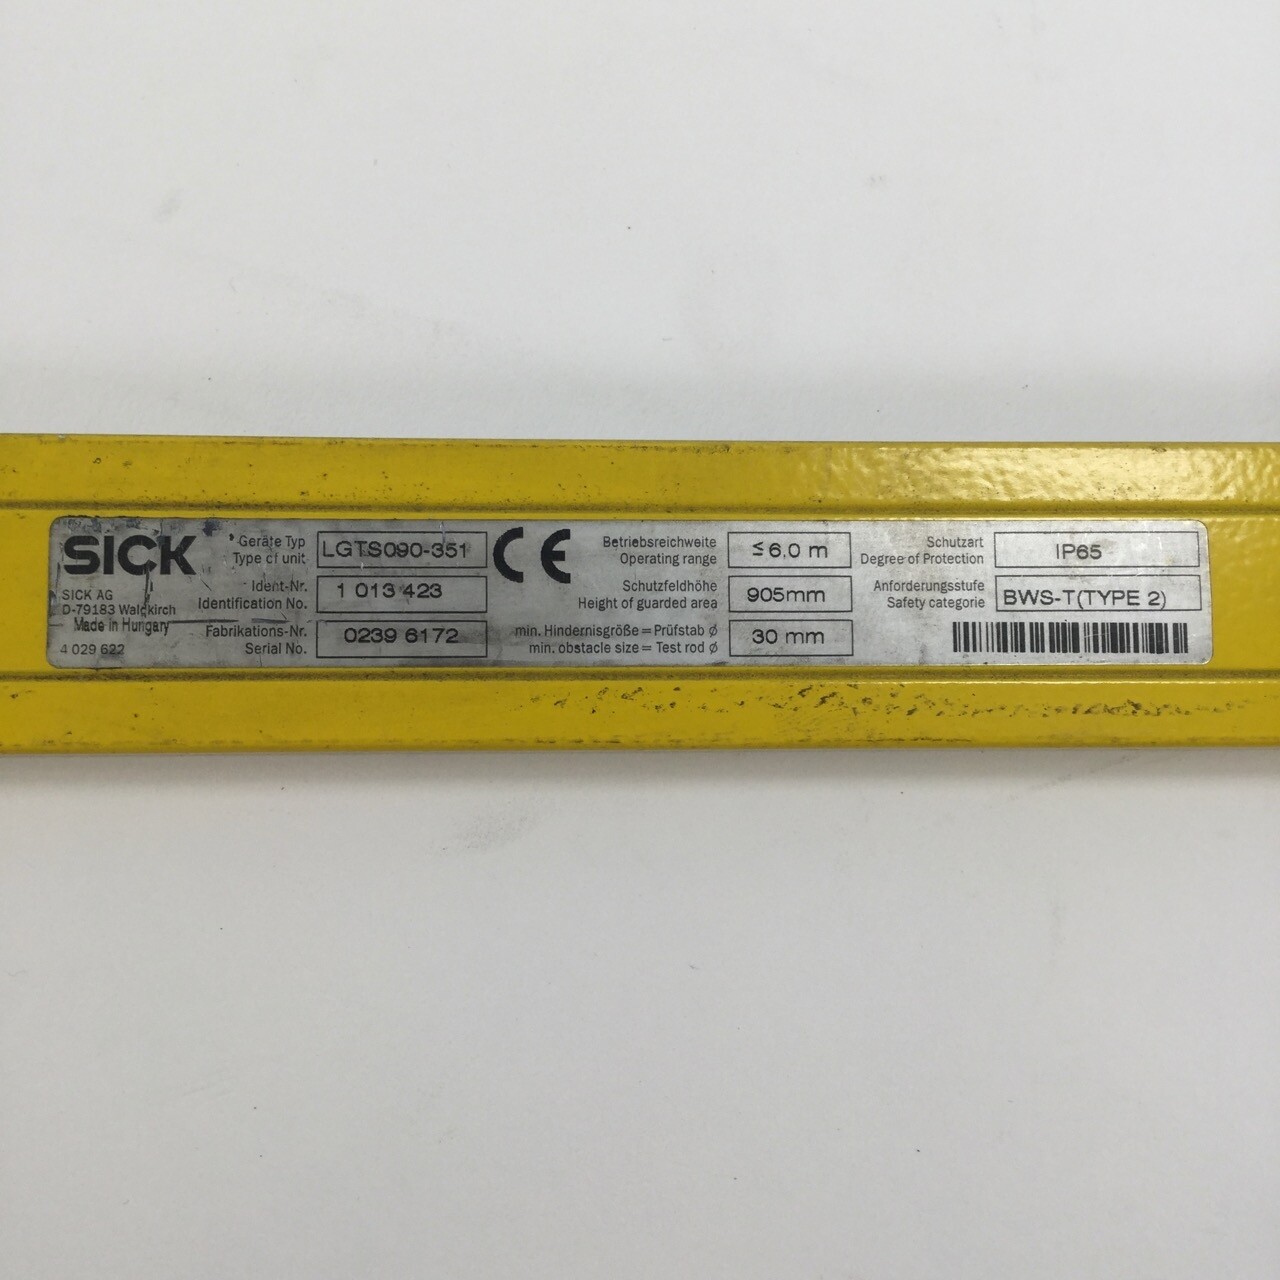 SICK
SICK AG
D-79183 Waldkirch
Made in Hungary
4 029 622
Geräte Typ
Type of unit
LGTS090-351
Ident-Nr.
Identification No.
1 013 423
Fabrikations-Nr.
Serial No.
0239 6172
CE
Betriebsreichweite
Operating range
≤6,0 m
Schutzfeldhöhe
Height of guarded area
905mm
min. Hindernisgröße = Prüfstab ø
min. obstacle size = Test rod ø
30 mm
Schutzart
Degree of Protection
IP65
Anforderungsstufe
Safety categorie
BWS-T(TYPE 2)